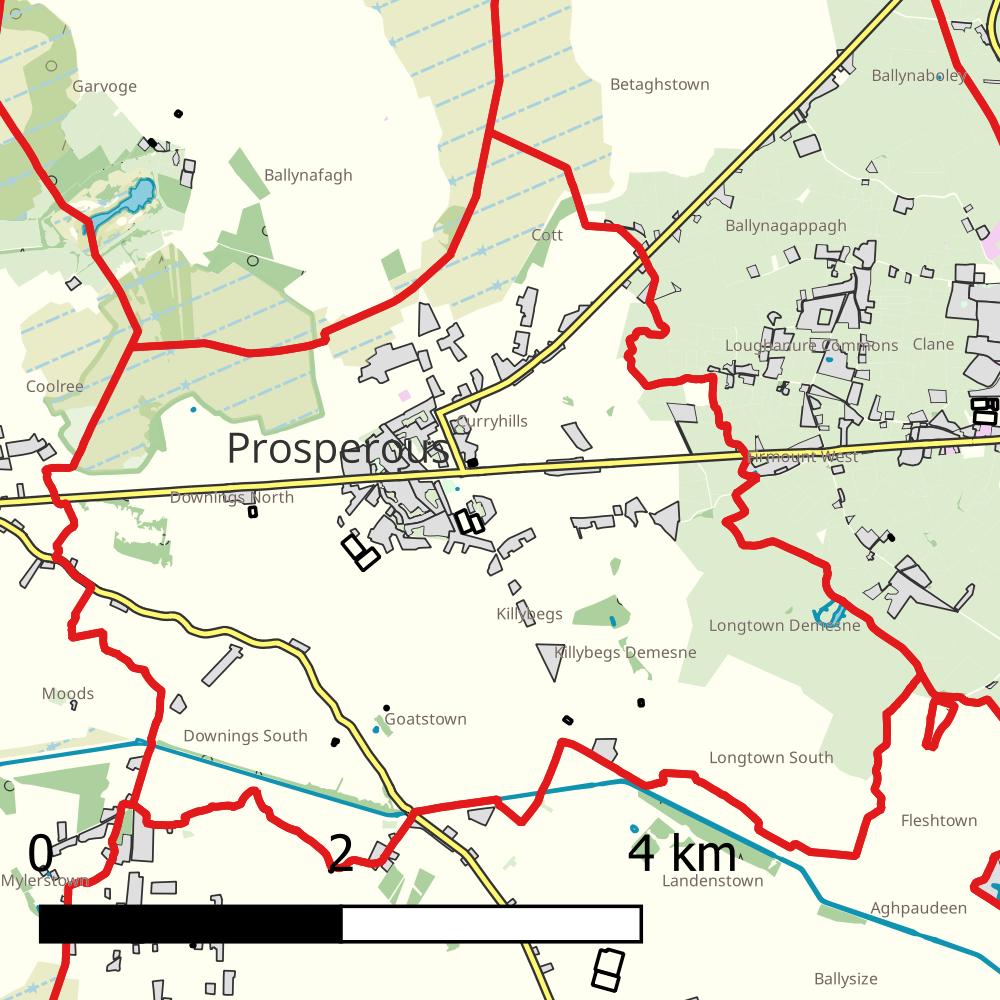 Garvoge
Betaghstown
Ballynaboley
Ballynafagh
Cott
Ballynagappagh
Loughanure Commons
Clane
Coolree
Curryhills
Prosperous
Firmount West
Downings North
Killybegs
Longtown Demesne
Killybegs Demesne
Moods
Goatstown
Downings South
Longtown South
Fleshtown
0
2
4 km
Mylerstown
Landenstown
Aghpaudeen
Ballysize